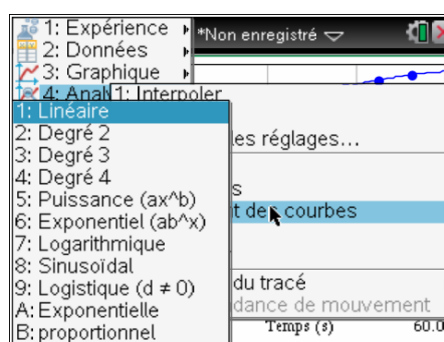 1: Expérience
*Non enregistré
2: Données
3: Graphique
4: Anal
1: Interpoler
1: Linéaire
2: Degré 2
les réglages...
3: Degré 3
4: Degré 4
s
5: Puissance (ax^b)
t des courbes
6: Exponentiel (ab^x)
7: Logarithmique
8: Sinusoïdal
9: Logistique (d ≠ 0)
du tracé
A: Exponentielle
dance de mouvement
B: proportionnel
Temps (s)
60.0